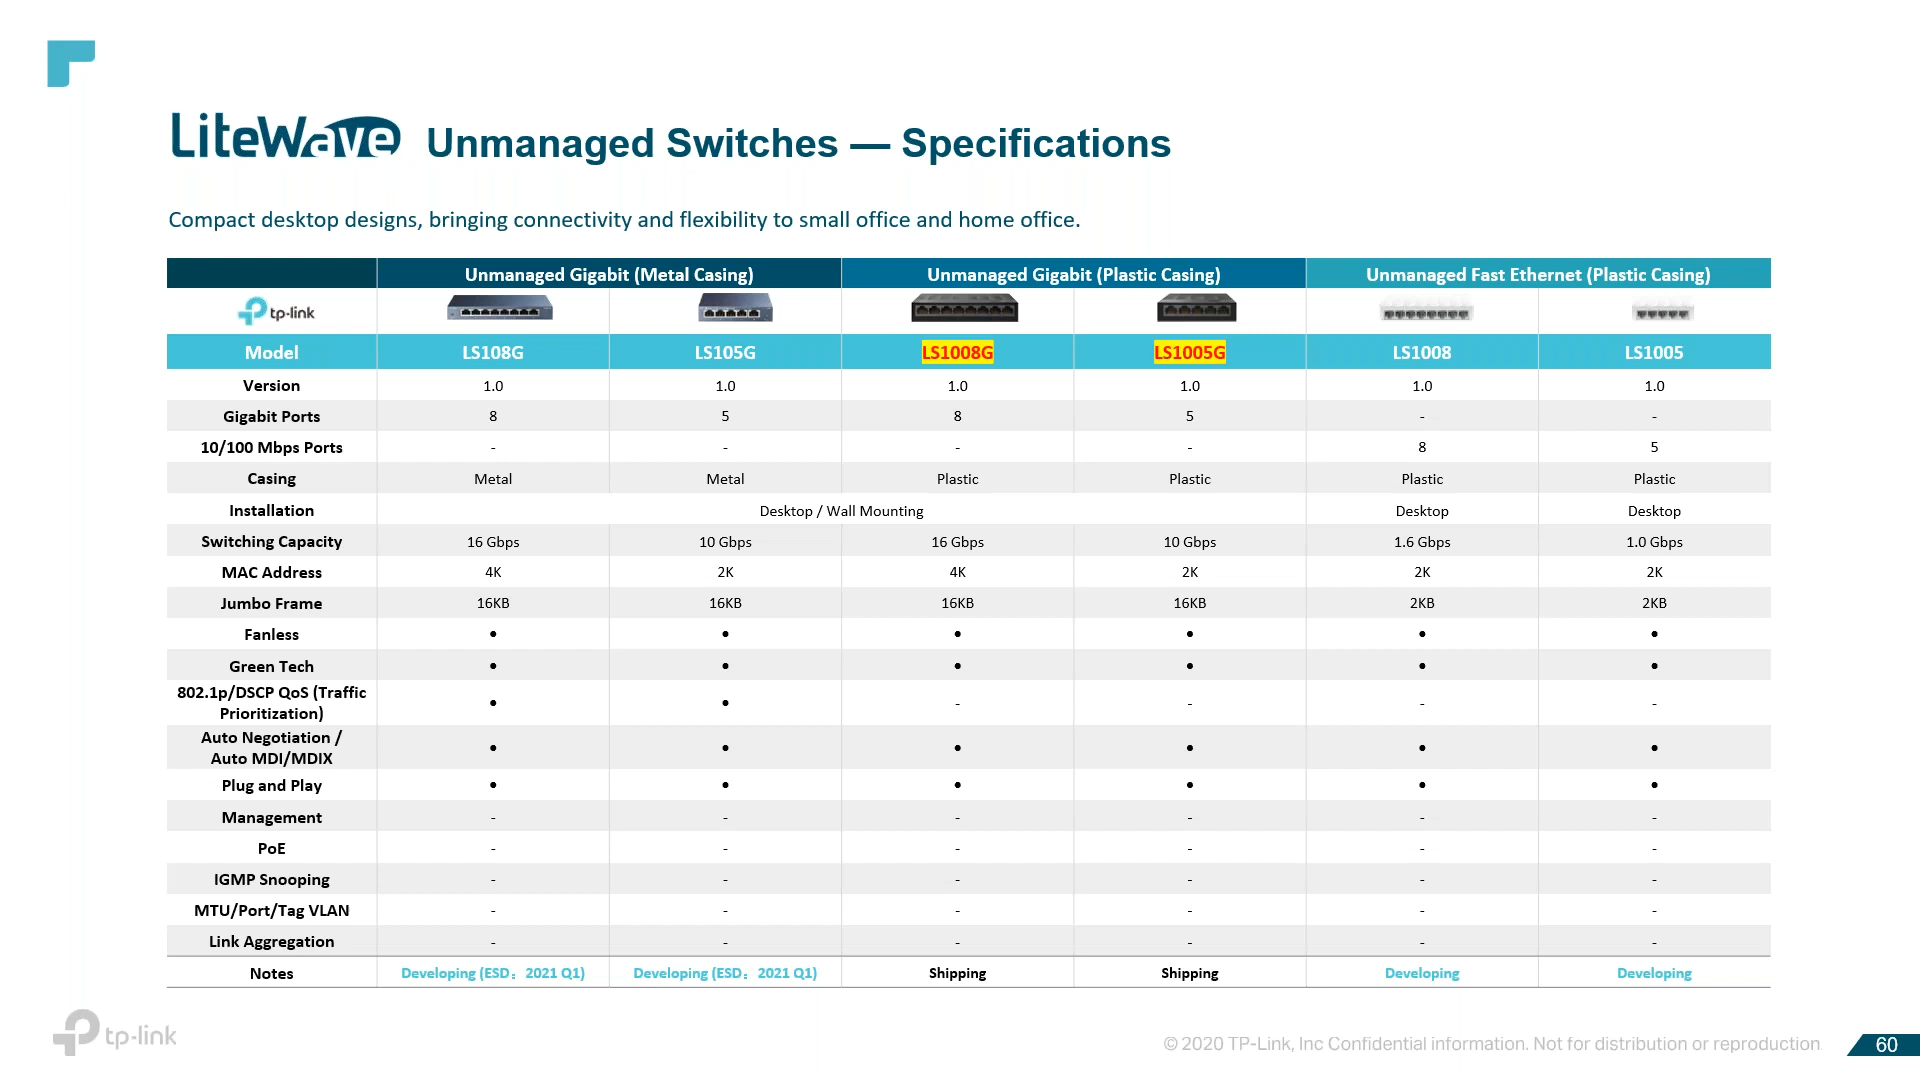 LiteWave Unmanaged Switches — Specifications
Compact desktop designs, bringing connectivity and flexibility to small office and home office.
Unmanaged Gigabit (Metal Casing) Unmanaged Gigabit (Plastic Casing) Unmanaged Fast Ethernet (Plastic Casing)
tp-link
Model LS108G LS105G LS1008G LS1005G LS1008 LS1005
Version 1.0 1.0 1.0 1.0 1.0 1.0
Gigabit Ports 8 5 8 5 - -
10/100 Mbps Ports - - - - 8 5
Casing Metal Metal Plastic Plastic Plastic Plastic
Installation Desktop / Wall Mounting Desktop Desktop
Switching Capacity 16 Gbps 10 Gbps 16 Gbps 10 Gbps 1.6 Gbps 1.0 Gbps
MAC Address 4K 2K 4K 2K 2K 2K
Jumbo Frame 16KB 16KB 16KB 16KB 2KB 2KB
Fanless • • • • • •
Green Tech • • • • • •
802.1p/DSCP QoS (Traffic
Prioritization) • • - - - -
Auto Negotiation /
Auto MDI/MDIX • • • • • •
Plug and Play • • • • • •
Management - - - - - -
PoE - - - - - -
IGMP Snooping - - - - - -
MTU/Port/Tag VLAN - - - - - -
Link Aggregation - - - - - -
Notes Developing (ESD：2021 Q1) Developing (ESD：2021 Q1) Shipping Shipping Developing Developing
tp-link
© 2020 TP-Link, Inc Confidential information. Not for distribution or reproduction.
60